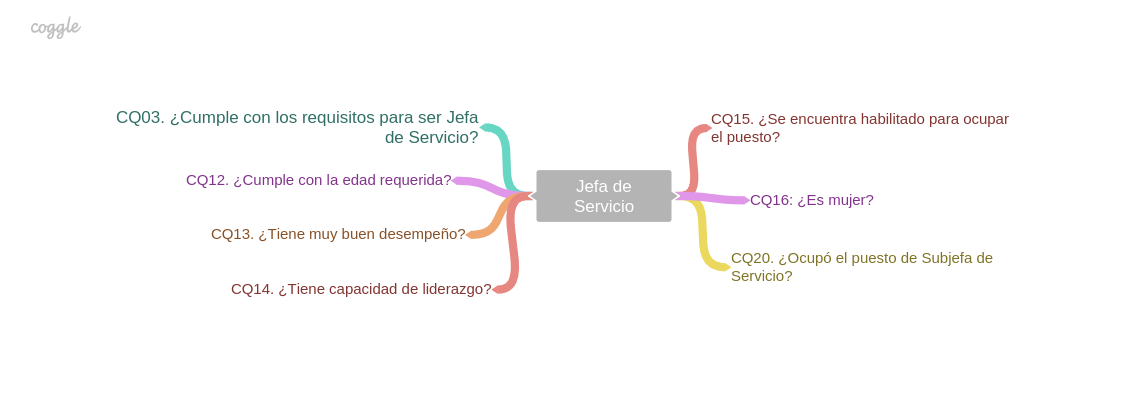 coggle
CQ03. ¿Cumple con los requisitos para ser Jefa
de Servicio?
CQ12. ¿Cumple con la edad requerida?
CQ13. ¿Tiene muy buen desempeño?
CQ14. ¿Tiene capacidad de liderazgo?
Jefa de
Servicio
CQ15. ¿Se encuentra habilitado para ocupar
el puesto?
CQ16: ¿Es mujer?
CQ20. ¿Ocupó el puesto de Subjefa de
Servicio?